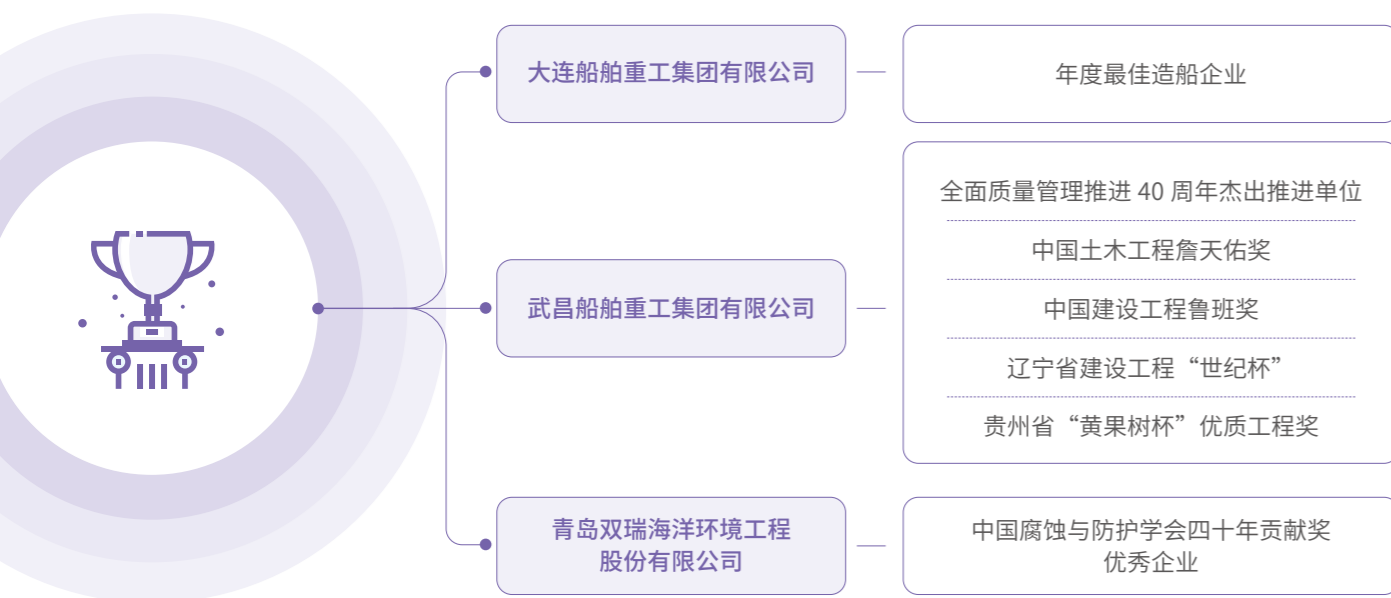 大连船舶重工集团有限公司
年度最佳造船企业
武昌船舶重工集团有限公司
全面质量管理推进 40 周年杰出推进单位
中国土木工程詹天佑奖
中国建设工程鲁班奖
辽宁省建设工程“世纪杯”
贵州省“黄果树杯”优质工程奖
青岛双瑞海洋环境工程
股份有限公司
中国腐蚀与防护学会四十年贡献奖
优秀企业